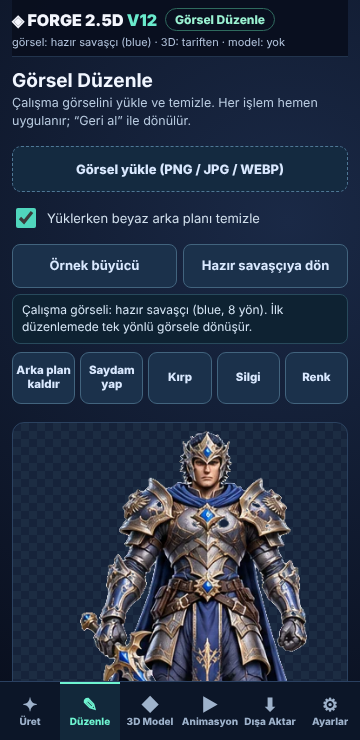 ◈ FORGE 2.5D V12 Görsel Düzenle
görsel: hazır savaşçı (blue) · 3D: tariften · model: yok
Görsel Düzenle
Çalışma görselini yükle ve temizle. Her işlem hemen
uygulanır; “Geri al” ile dönülür.
Görsel yükle (PNG / JPG / WEBP)
Yüklerken beyaz arka planı temizle
Örnek büyücü Hazır savaşçıya dön
Çalışma görseli: hazır savaşçı (blue, 8 yön). İlk
düzenlemede tek yönlü görsele dönüşür.
Arka plan kaldır
Saydam yap
Kırp
Silgi
Renk
Üret Düzenle 3D Model Animasyon Dışa Aktar Ayarlar